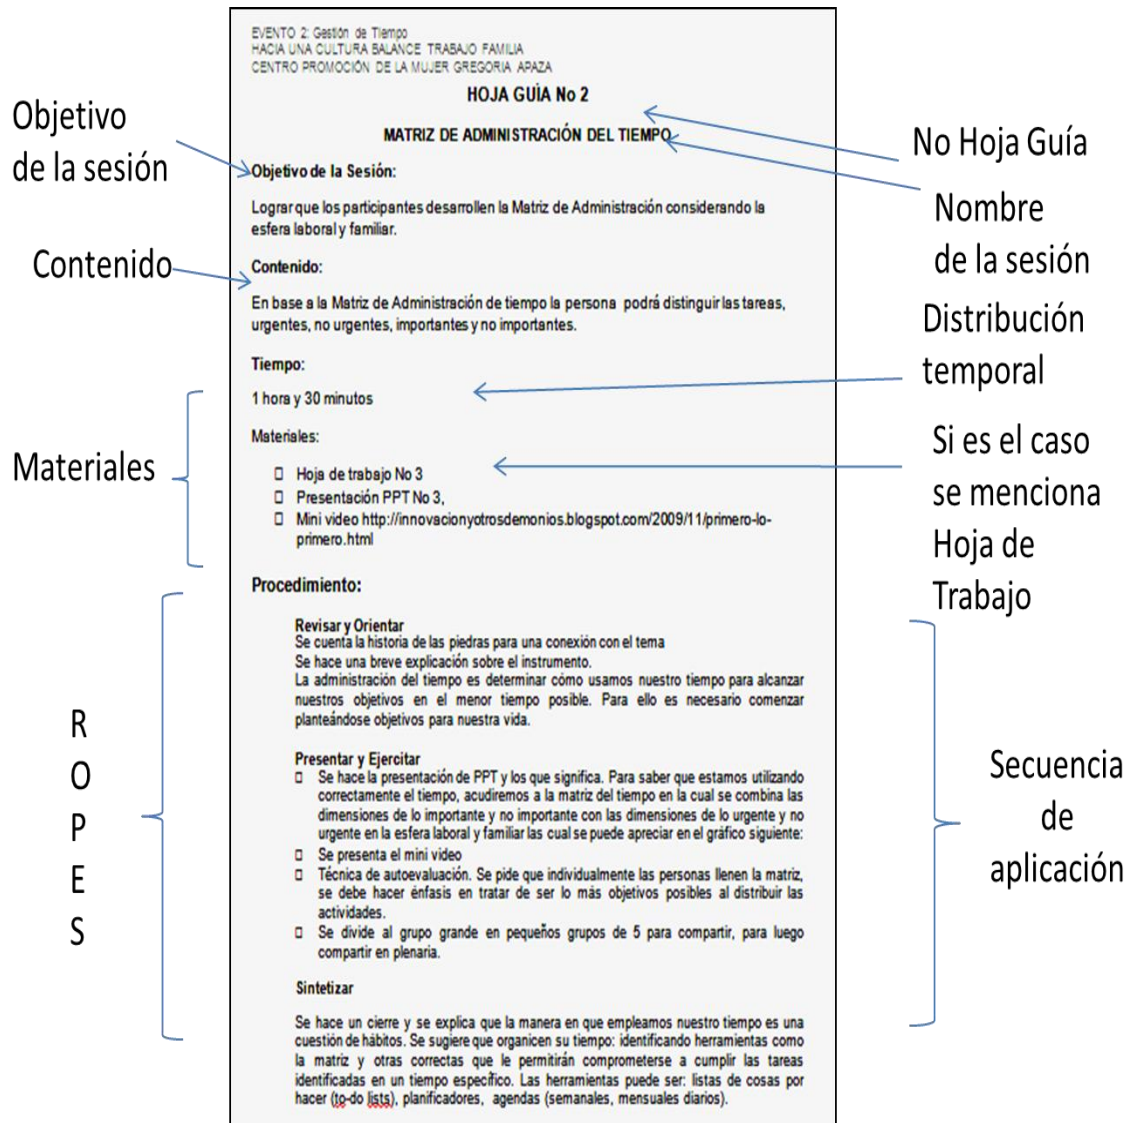 EVENTO 2: Gestión de Tiempo
HACIA UNA CULTURA BALANCE TRABAJO FAMILIA
CENTRO PROMOCIÓN DE LA MUJER GREGORIA APAZA
HOJA GUÌA No 2
MATRIZ DE ADMINISTRACIÓN DEL TIEMPO
Objetivo de la Sesión:
Lograr que los participantes desarrollen la Matriz de Administración considerando la
esfera laboral y familiar.
Contenido:
En base a la Matriz de Administración de tiempo la persona podrá distinguir las tareas,
urgentes, no urgentes, importantes y no importantes.
Tiempo:
1 hora y 30 minutos
Materiales:
Hoja de trabajo No 3
Presentación PPT No 3,
Mini video http://innovacionyotrosdemonios.blogspot.com/2009/11/primero-lo-
primero.html
Procedimiento:
Revisar y Orientar
Se cuenta la historia de las piedras para una conexión con el tema
Se hace una breve explicación sobre el instrumento.
La administración del tiempo es determinar cómo usamos nuestro tiempo para alcanzar
nuestros objetivos en el menor tiempo posible. Para ello es necesario comenzar
planteándose objetivos para nuestra vida.
Presentar y Ejercitar
Se hace la presentación de PPT y los que significa. Para saber que estamos utilizando
correctamente el tiempo, acudiremos a la matriz del tiempo en la cual se combina las
dimensiones de lo importante y no importante con las dimensiones de lo urgente y no
urgente en la esfera laboral y familiar las cual se puede apreciar en el gráfico siguiente:
Se presenta el mini video
Técnica de autoevaluación. Se pide que individualmente las personas llenen la matriz,
se debe hacer énfasis en tratar de ser lo más objetivos posibles al distribuir las
actividades.
Se divide al grupo grande en pequeños grupos de 5 para compartir, para luego
compartir en plenaria.
Sintetizar
Se hace un cierre y se explica que la manera en que empleamos nuestro tiempo es una
cuestión de hábitos. Se sugiere que organicen su tiempo: identificando herramientas como
la matriz y otras correctas que le permitirán comprometerse a cumplir las tareas
identificadas en un tiempo específico. Las herramientas puede ser: listas de cosas por
hacer (to-do lists), planificadores, agendas (semanales, mensuales diarios).
Objetivo
de la sesión
Contenido
Materiales
R
O
P
E
S
No Hoja Guía
Nombre
de la sesión
Distribución
temporal
Si es el caso
se menciona
Hoja de
Trabajo
Secuencia
de
aplicación